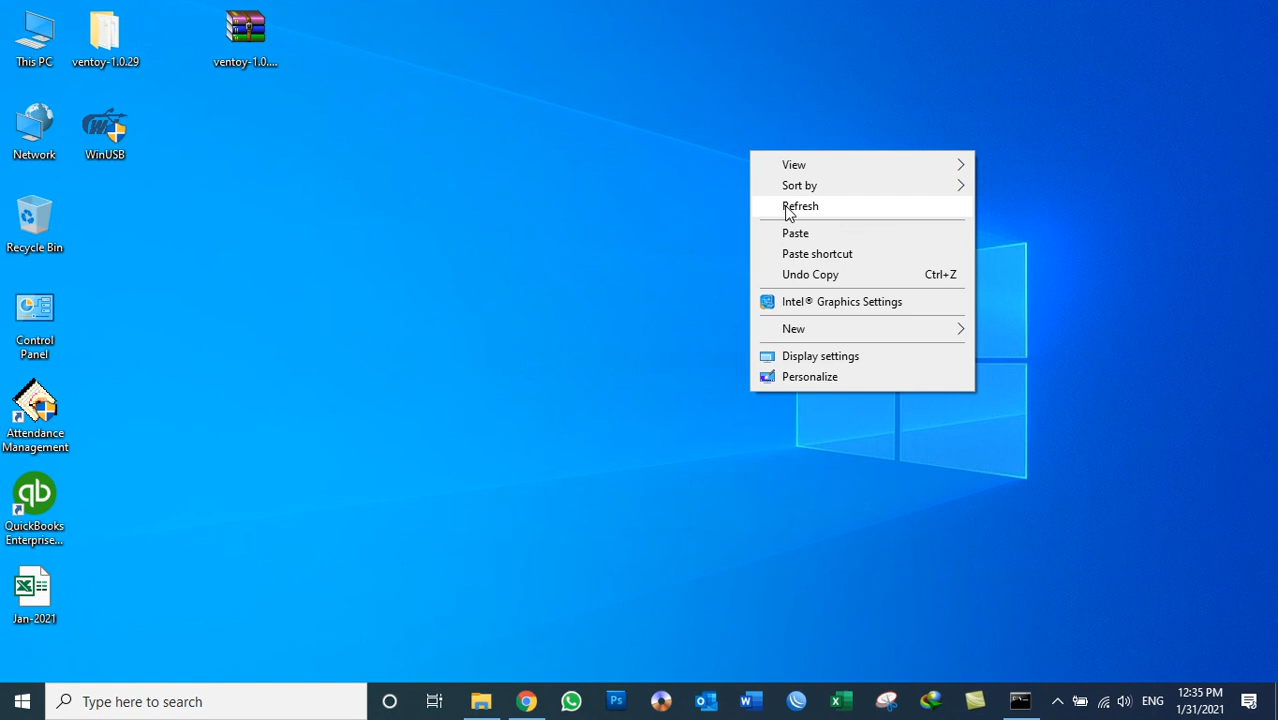 This PC
ventoy-1.0.29
ventoy-1.0....
Network
WinUSB
Recycle Bin
Control
Panel
Attendance
Management
qb
QuickBooks
Enterprise...
Jan-2021
View
Sort by
Refresh
Paste
Paste shortcut
Undo Copy Ctrl+Z
Intel® Graphics Settings
New
Display settings
Personalize
Type here to search
Ps
ENG
12:35 PM
1/31/2021